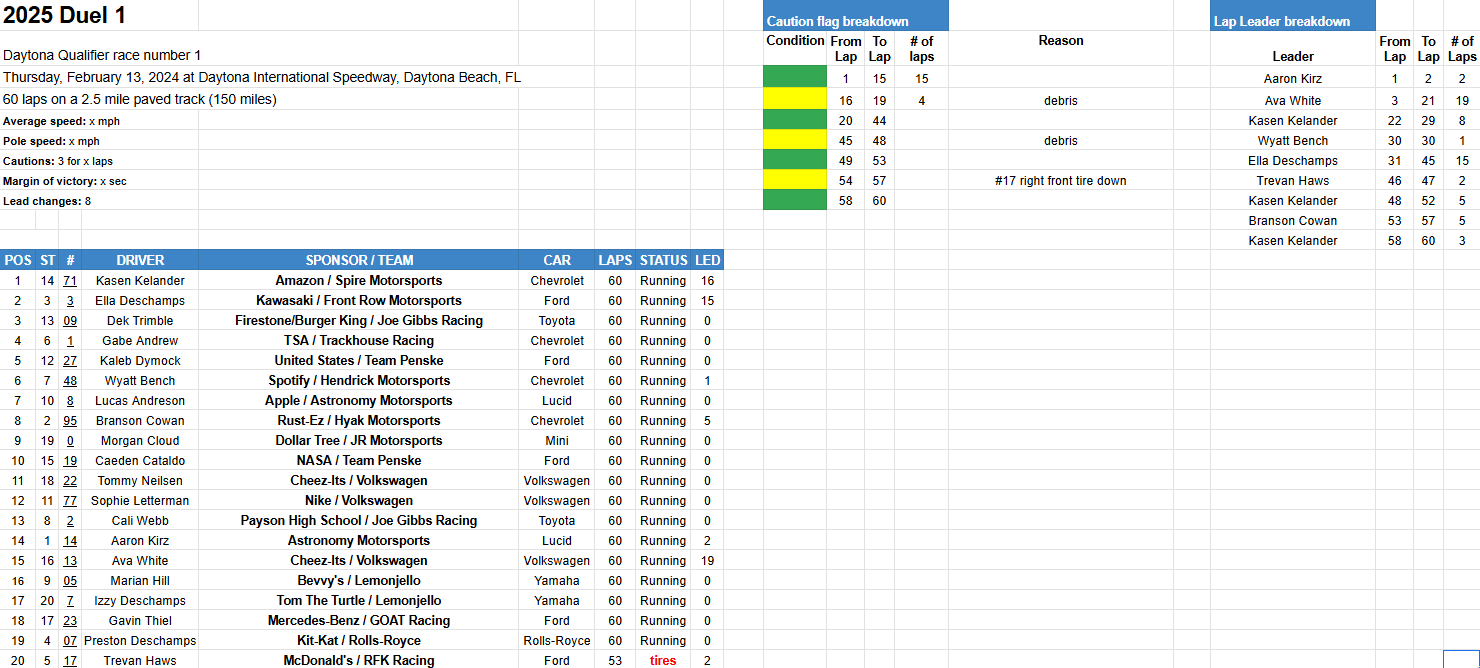 2025 Duel 1
Daytona Qualifier race number 1
Thursday, February 13, 2024 at Daytona International Speedway, Daytona Beach, FL
60 laps on a 2.5 mile paved track (150 miles)
Average speed: x mph
Pole speed: x mph
Cautions: 3 for x laps
Margin of victory: x sec
Lead changes: 8
Caution flag breakdown
Condition From Lap To Lap # of laps Reason
1 15 15
16 19 4 debris
20 44
45 48 debris
49 53
54 57 #17 right front tire down
58 60
Lap Leader breakdown
Leader From Lap To Lap # of Laps
Aaron Kirz 1 2 2
Ava White 3 21 19
Kasen Kelander 22 29 8
Wyatt Bench 30 30 1
Ella Deschamps 31 45 15
Trevan Haws 46 47 2
Kasen Kelander 48 52 5
Branson Cowan 53 57 5
Kasen Kelander 58 60 3
POS ST # DRIVER SPONSOR / TEAM CAR LAPS STATUS LED
1 14 71 Kasen Kelander Amazon / Spire Motorsports Chevrolet 60 Running 16
2 3 3 Ella Deschamps Kawasaki / Front Row Motorsports Ford 60 Running 15
3 13 09 Dek Trimble Firestone/Burger King / Joe Gibbs Racing Toyota 60 Running 0
4 6 1 Gabe Andrew TSA / Trackhouse Racing Chevrolet 60 Running 0
5 12 27 Kaleb Dymock United States / Team Penske Ford 60 Running 0
6 7 48 Wyatt Bench Spotify / Hendrick Motorsports Chevrolet 60 Running 1
7 10 8 Lucas Andreson Apple / Astronomy Motorsports Lucid 60 Running 0
8 2 95 Branson Cowan Rust-Ez / Hyak Motorsports Chevrolet 60 Running 5
9 19 0 Morgan Cloud Dollar Tree / JR Motorsports Mini 60 Running 0
10 15 19 Caeden Cataldo NASA / Team Penske Ford 60 Running 0
11 18 22 Tommy Neilsen Cheez-Its / Volkswagen Volkswagen 60 Running 0
12 11 77 Sophie Letterman Nike / Volkswagen Volkswagen 60 Running 0
13 8 2 Cali Webb Payson High School / Joe Gibbs Racing Toyota 60 Running 0
14 1 14 Aaron Kirz Astronomy Motorsports Lucid 60 Running 2
15 16 13 Ava White Cheez-Its / Volkswagen Volkswagen 60 Running 19
16 9 05 Marian Hill Bevvy's / Lemonjello Yamaha 60 Running 0
17 20 7 Izzy Deschamps Tom The Turtle / Lemonjello Yamaha 60 Running 0
18 17 23 Gavin Thiel Mercedes-Benz / GOAT Racing Ford 60 Running 0
19 4 07 Preston Deschamps Kit-Kat / Rolls-Royce Rolls-Royce 60 Running 0
20 5 17 Trevan Haws McDonald's / RFK Racing Ford 53 tires 2